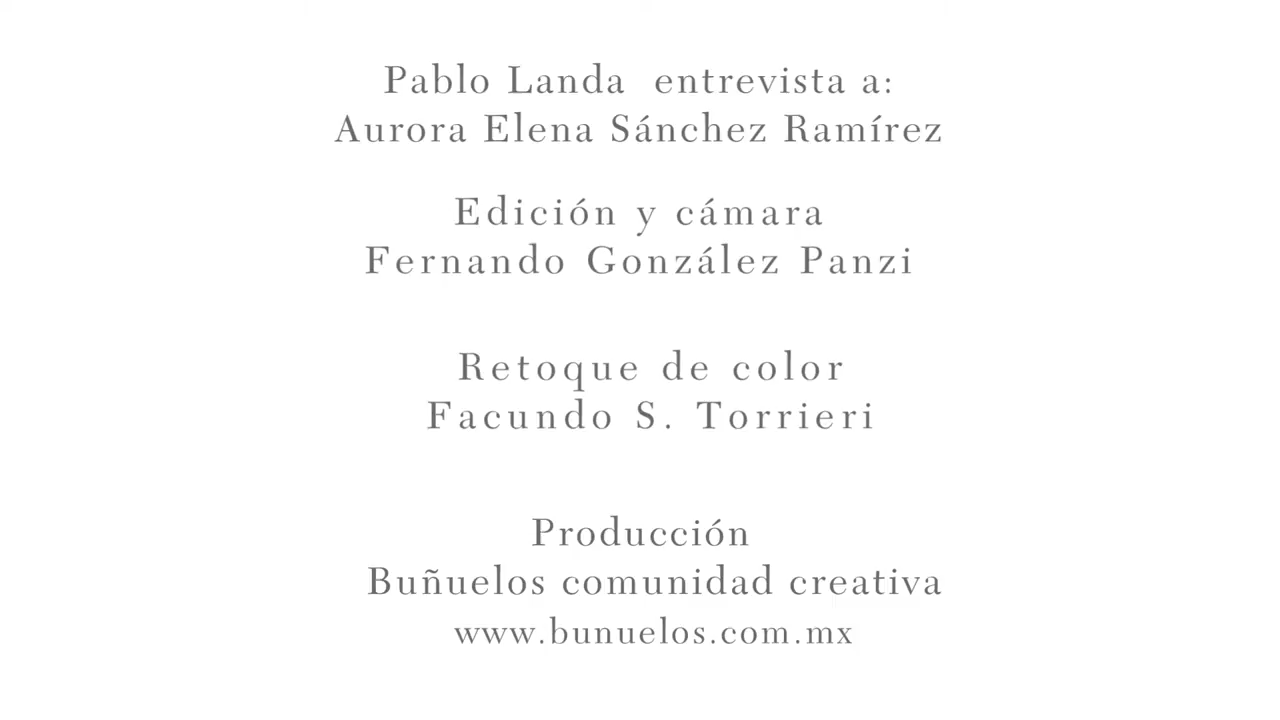 Pablo Landa entrevista a:
Aurora Elena Sánchez Ramírez
Edición y cámara
Fernando González Panzi
Retoque de color
Facundo S. Torrieri
Producción
Buñuelos comunidad creativa
www.bunuelos.com.mx